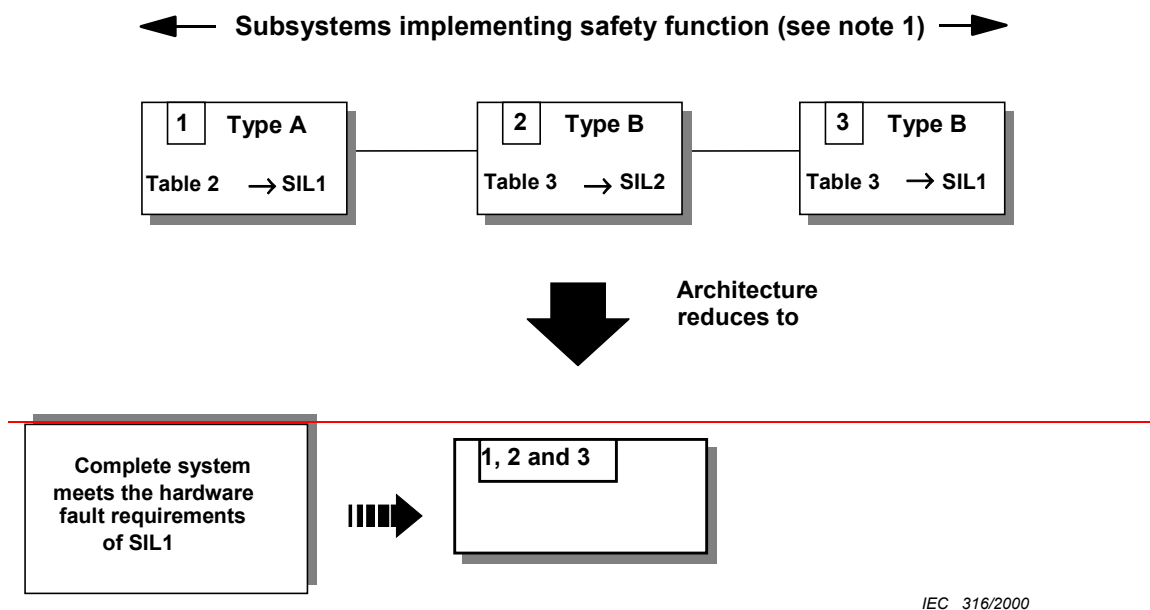 Subsystems implementing safety function (see note 1)
1 Type A
Table 2 → SIL1
2 Type B
Table 3 → SIL2
3 Type B
Table 3 → SIL1
Architecture
reduces to
Complete system
meets the hardware
fault requirements
of SIL1
1, 2 and 3
IEC 316/2000